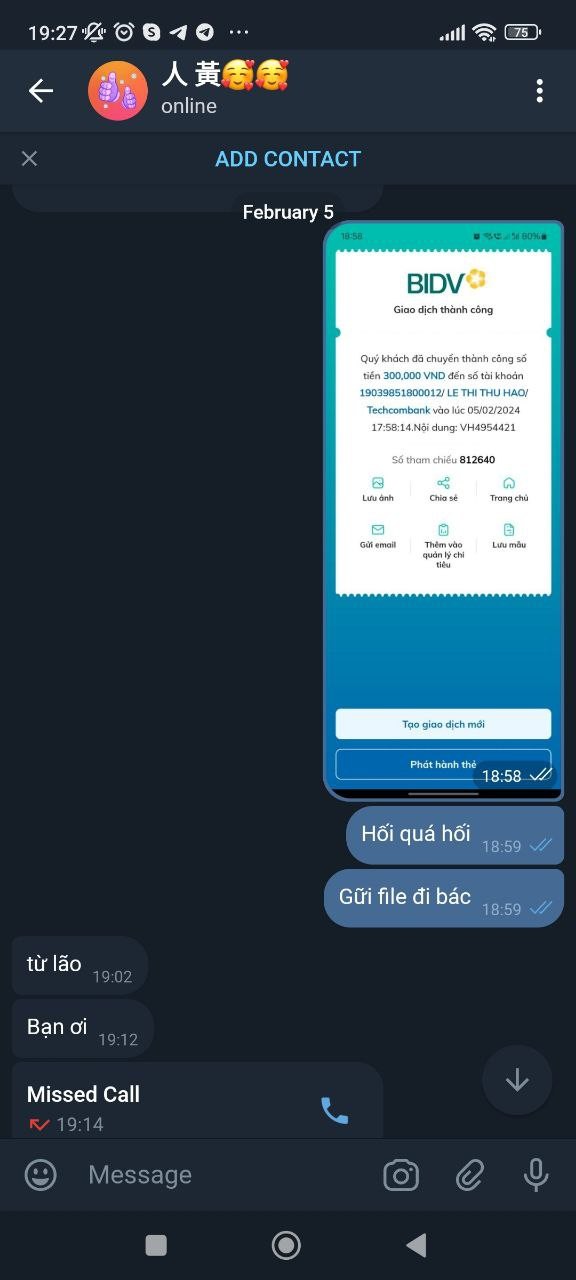 19:27
75
人 黃🥰🥰
online
ADD CONTACT
February 5
18:58
80%
BIDV
Giao dịch thành công
Quý khách đã chuyển thành công số
tiền 300,000 VND đến số tài khoản
19039851800012/ LE THI THU HAO/
Techcombank vào lúc 05/02/2024
17:58:14.Nội dung: VH4954421
Số tham chiếu 812640
Lưu ảnh
Chia sẻ
Trang chủ
Gửi email
Thêm vào
quản lý chi
tiêu
Lưu mẫu
Tạo giao dịch mới
Phát hành thẻ
18:58
Hối quá hối
18:59
Gữi file đi bác
18:59
từ lão
19:02
Bạn ơi
19:12
Missed Call
19:14
Message